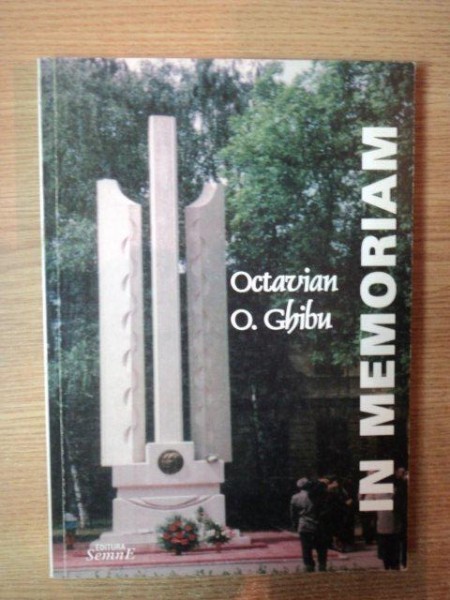 Octavian
O. Ghibu
IN MEMORIAM
EDITURA
SemnE